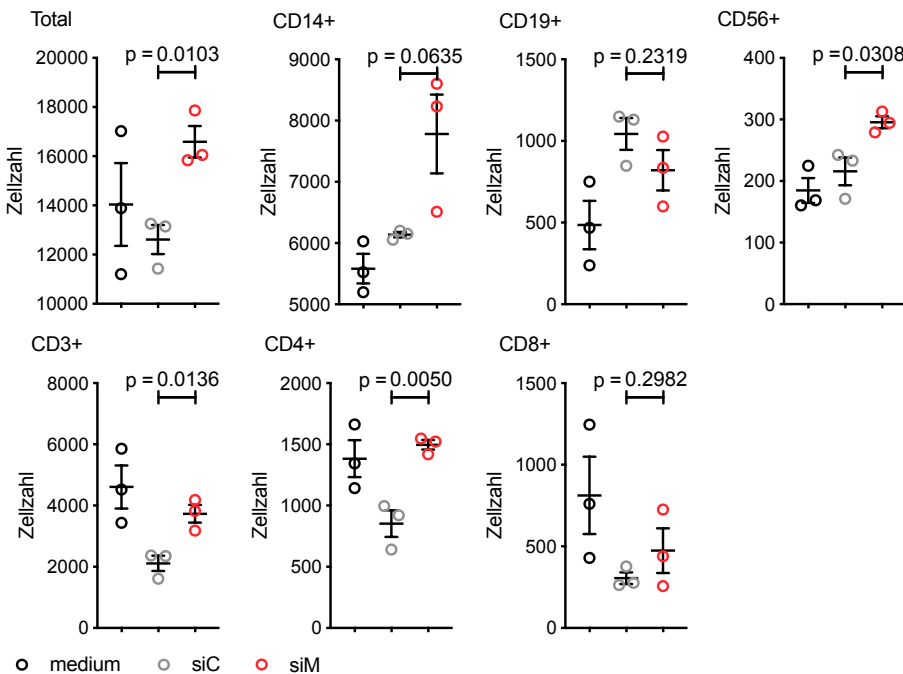 Total
p = 0.0103
20000
18000
16000
14000
12000
10000
Zellzahl
CD14+
p = 0.0635
9000
8000
7000
6000
5000
Zellzahl
CD19+
p = 0.2319
1500
1000
500
0
Zellzahl
CD56+
p = 0.0308
400
300
200
100
0
Zellzahl
CD3+
p = 0.0136
8000
6000
4000
2000
0
Zellzahl
CD4+
p = 0.0050
2000
1500
1000
500
0
Zellzahl
CD8+
p = 0.2982
1500
1000
500
0
Zellzahl
medium siC siM